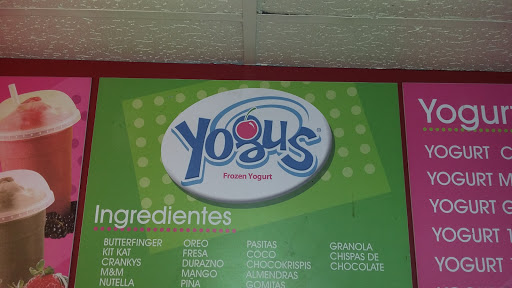 Yogus
Frozen Yogurt
Ingredientes
BUTTERFINGER
KIT KAT
CRANKYS
M&M
NUTELLA
OREO
FRESA
DURAZNO
MANGO
PIÑA
PASITAS
COCO
CHOCOKRISPIS
ALMENDRAS
GOMITAS
GRANOLA
CHISPAS DE
CHOCOLATE
Yogurt
YOGURT
YOGURT
YOGURT
YOGURT
YOGURT